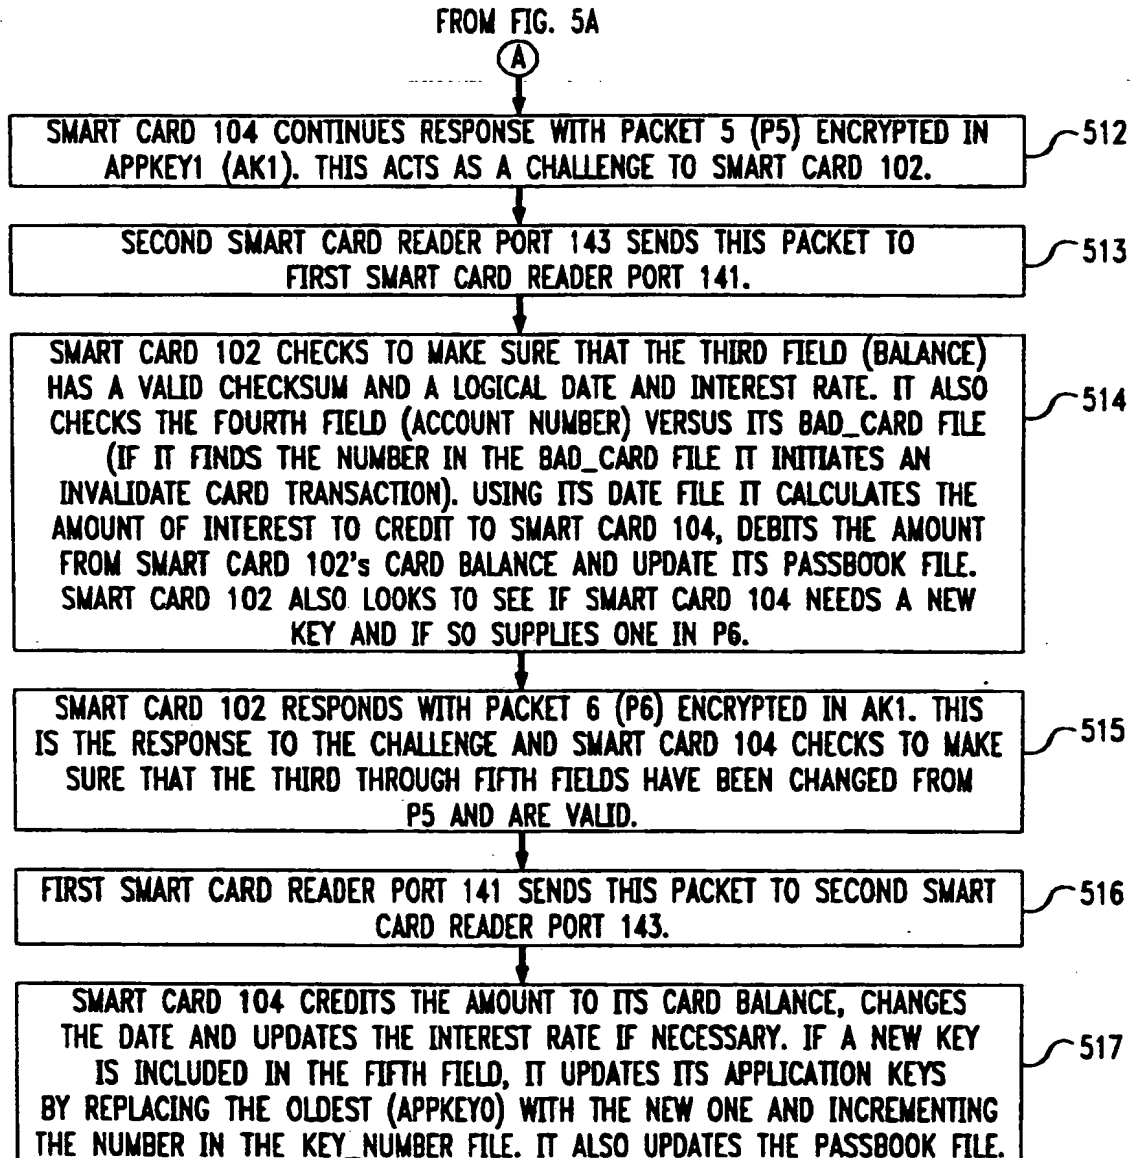 FROM FIG. 5A
A
SMART CARD 104 CONTINUES RESPONSE WITH PACKET 5 (P5) ENCRYPTED IN
APPKEY1 (AK1). THIS ACTS AS A CHALLENGE TO SMART CARD 102.
512
SECOND SMART CARD READER PORT 143 SENDS THIS PACKET TO
FIRST SMART CARD READER PORT 141.
513
SMART CARD 102 CHECKS TO MAKE SURE THAT THE THIRD FIELD (BALANCE)
HAS A VALID CHECKSUM AND A LOGICAL DATE AND INTEREST RATE. IT ALSO
CHECKS THE FOURTH FIELD (ACCOUNT NUMBER) VERSUS ITS BAD_CARD FILE
(IF IT FINDS THE NUMBER IN THE BAD_CARD FILE IT INITIATES AN
INVALIDATE CARD TRANSACTION). USING ITS DATE FILE IT CALCULATES THE
AMOUNT OF INTEREST TO CREDIT TO SMART CARD 104, DEBITS THE AMOUNT
FROM SMART CARD 102's CARD BALANCE AND UPDATE ITS PASSBOOK FILE.
SMART CARD 102 ALSO LOOKS TO SEE IF SMART CARD 104 NEEDS A NEW
KEY AND IF SO SUPPLIES ONE IN P6.
514
SMART CARD 102 RESPONDS WITH PACKET 6 (P6) ENCRYPTED IN AK1. THIS
IS THE RESPONSE TO THE CHALLENGE AND SMART CARD 104 CHECKS TO MAKE
SURE THAT THE THIRD THROUGH FIFTH FIELDS HAVE BEEN CHANGED FROM
P5 AND ARE VALID.
515
FIRST SMART CARD READER PORT 141 SENDS THIS PACKET TO SECOND SMART
CARD READER PORT 143.
516
SMART CARD 104 CREDITS THE AMOUNT TO ITS CARD BALANCE, CHANGES
THE DATE AND UPDATES THE INTEREST RATE IF NECESSARY. IF A NEW KEY
IS INCLUDED IN THE FIFTH FIELD, IT UPDATES ITS APPLICATION KEYS
BY REPLACING THE OLDEST (APPKEY0) WITH THE NEW ONE AND INCREMENTING
THE NUMBER IN THE KEY_NUMBER FILE. IT ALSO UPDATES THE PASSBOOK FILE.
517